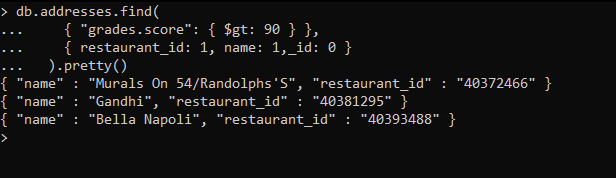 > db.addresses.find(
...     { "grades.score": { $gt: 90 } },
...     { restaurant_id: 1, name: 1,_id: 0 }
...   ).pretty()
{ "name" : "Murals On 54/Randolphs'S", "restaurant_id" : "40372466" }
{ "name" : "Gandhi", "restaurant_id" : "40381295" }
{ "name" : "Bella Napoli", "restaurant_id" : "40393488" }
>